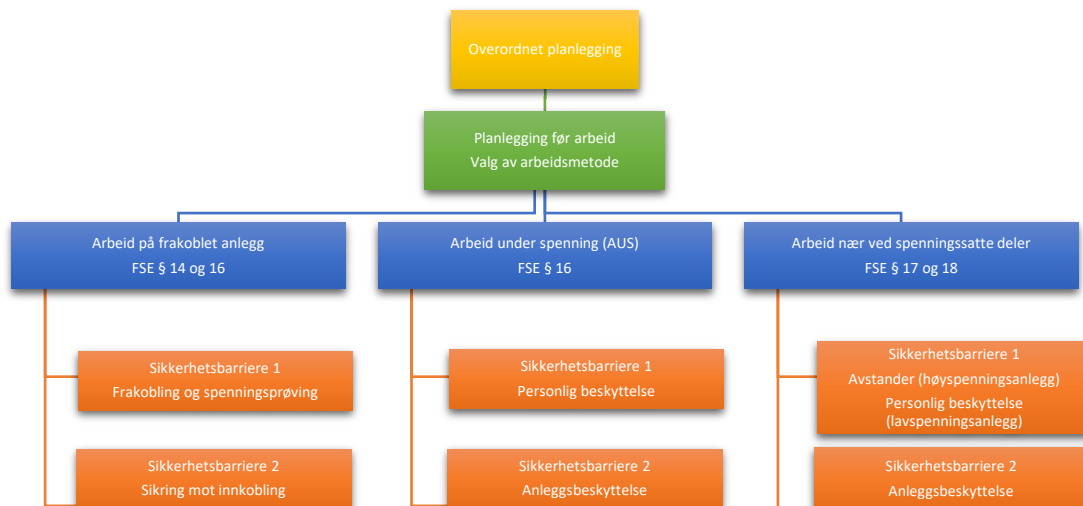 Overordnet planlegging
Planlegging før arbeid
Valg av arbeidsmetode
Arbeid på frakoblet anlegg
FSE § 14 og 16
Arbeid under spenning (AUS)
FSE § 16
Arbeid nær ved spenningssatte deler
FSE § 17 og 18
Sikkerhetsbarriere 1
Frakobling og spenningsprøving
Sikkerhetsbarriere 1
Personlig beskyttelse
Sikkerhetsbarriere 1
Avstander (høyspenningsanlegg)
Personlig beskyttelse
(lavspenningsanlegg)
Sikkerhetsbarriere 2
Sikring mot innkobling
Sikkerhetsbarriere 2
Anleggsbeskyttelse
Sikkerhetsbarriere 2
Anleggsbeskyttelse